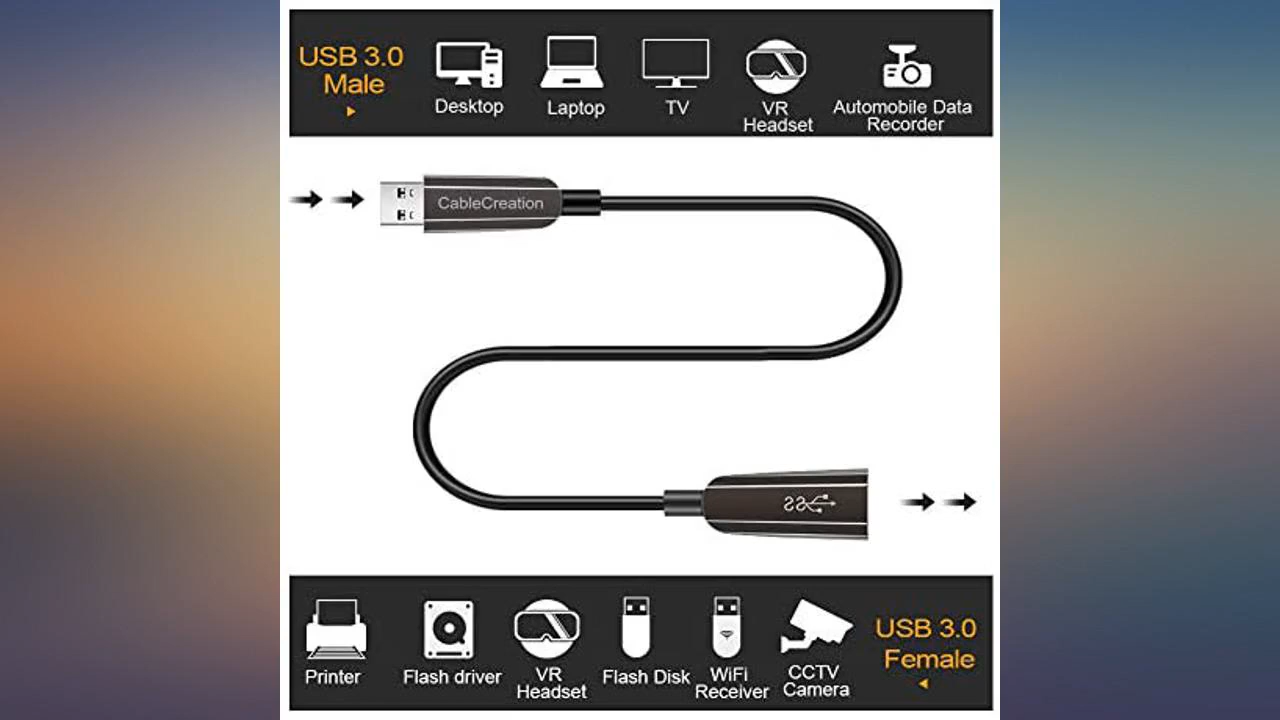 USB 3.0
Male
Desktop
Laptop
TV
VR
Headset
Automobile Data
Recorder
CableCreation
SS
Printer
Flash driver
VR
Headset
Flash Disk
WiFi
Receiver
CCTV
Camera
USB 3.0
Female